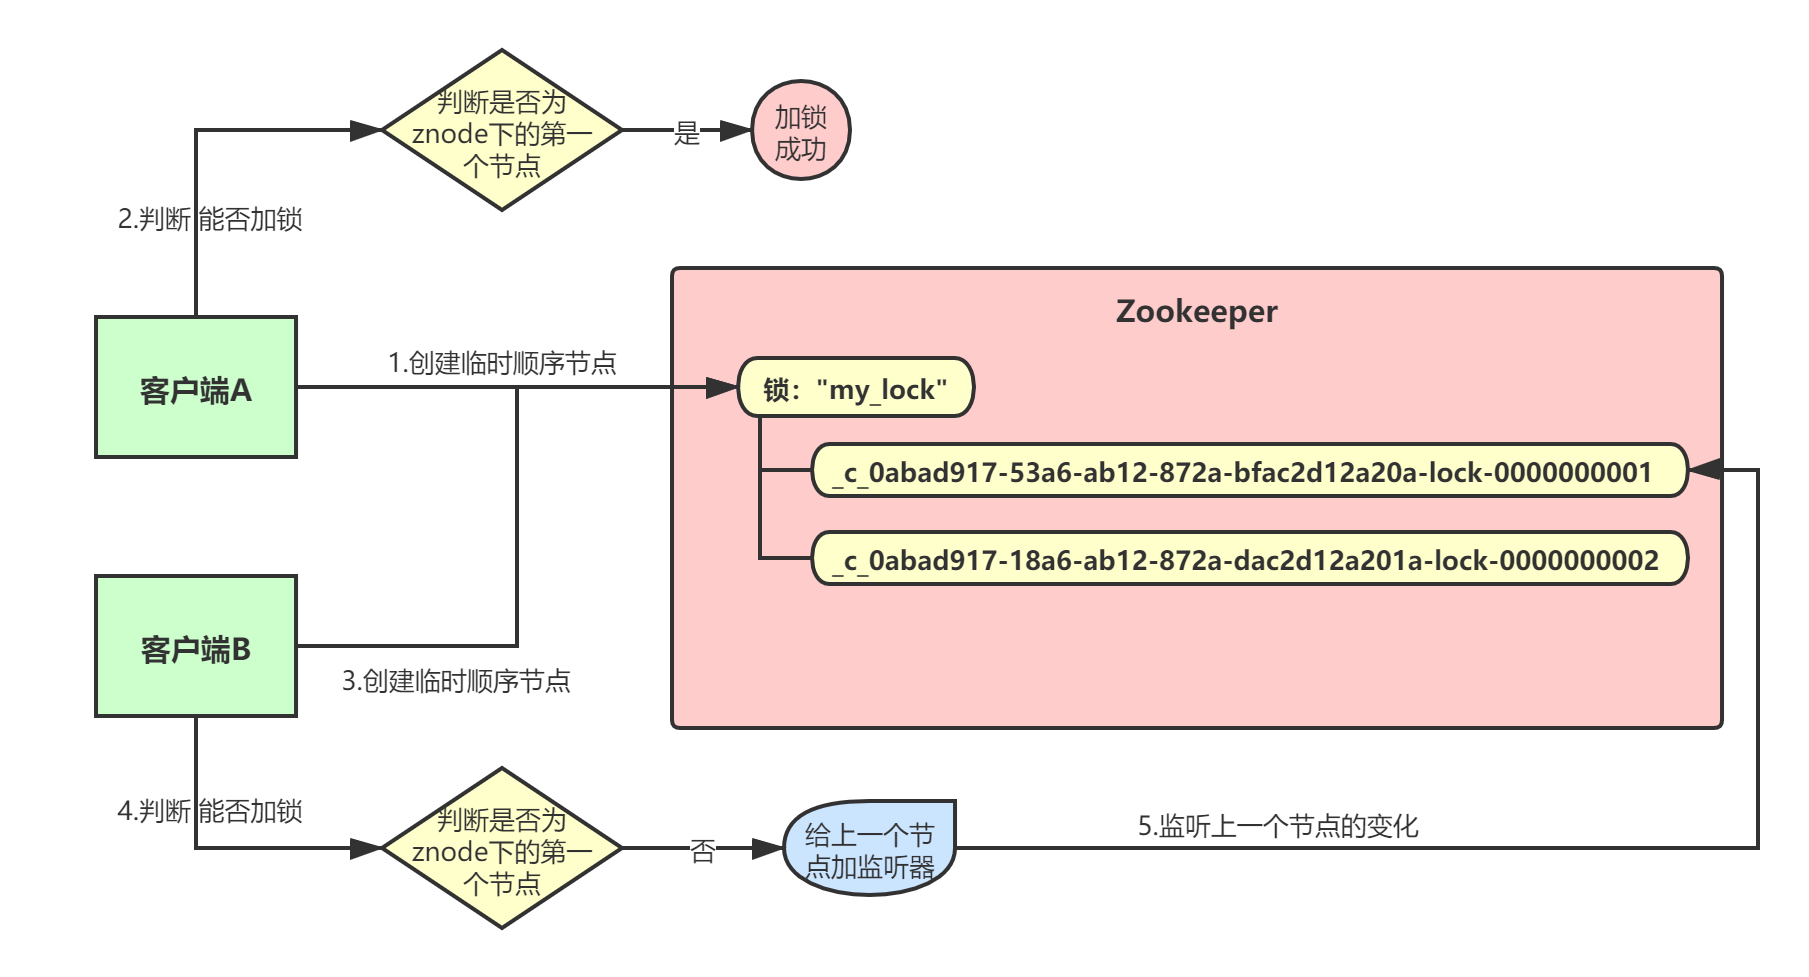 判断是否为
znode下的第一
个节点
是
加锁
成功
2.判断 能否加锁
Zookeeper
客户端A
1.创建临时顺序节点
锁："my_lock"
_c_0abad917-53a6-ab12-872a-bfac2d12a20a-lock-0000000001
_c_0abad917-18a6-ab12-872a-dac2d12a201a-lock-0000000002
客户端B
3.创建临时顺序节点
4.判断 能否加锁
判断是否为
znode下的第一
个节点
否
给上一个节
点加监听器
5.监听上一个节点的变化